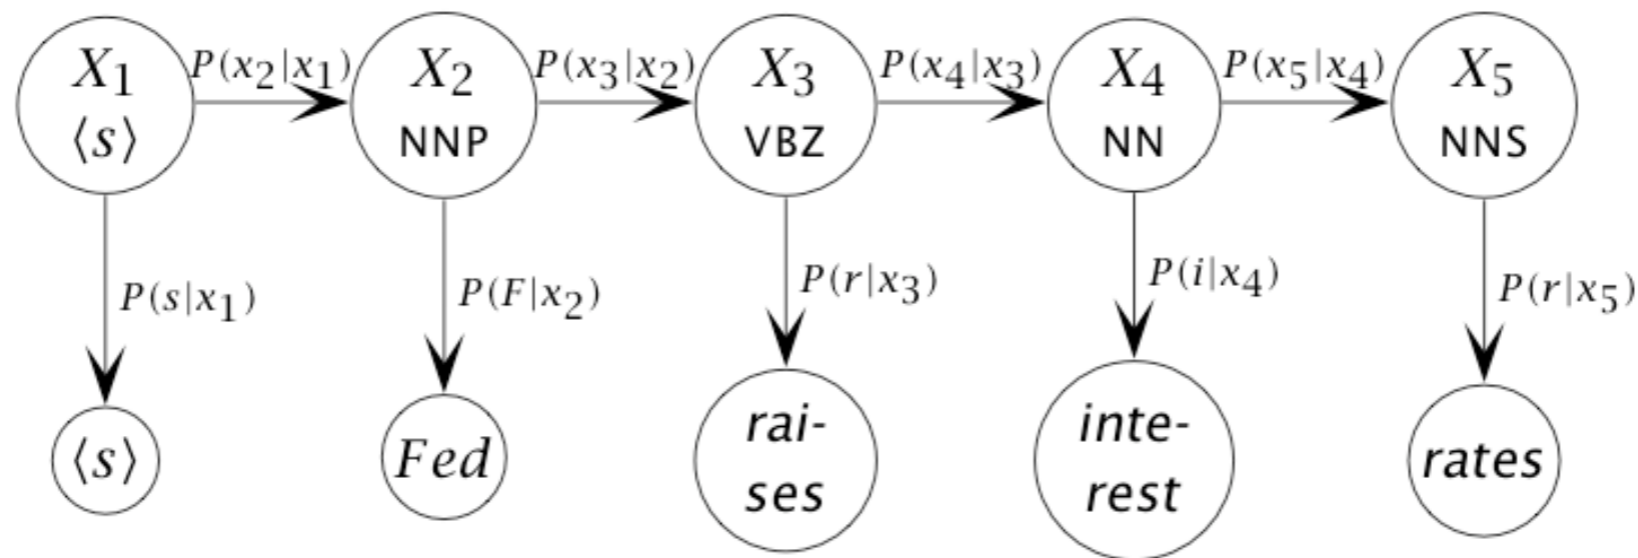 X1 P(x2|x1) X2 P(x3|x2) X3 P(x4|x3) X4 P(x5|x4) X5
⟨s⟩ NNP VBZ NN NNS
P(s|x1) P(F|x2) P(r|x3) P(i|x4) P(r|x5)
⟨s⟩ Fed rai- inte- rates
ses rest